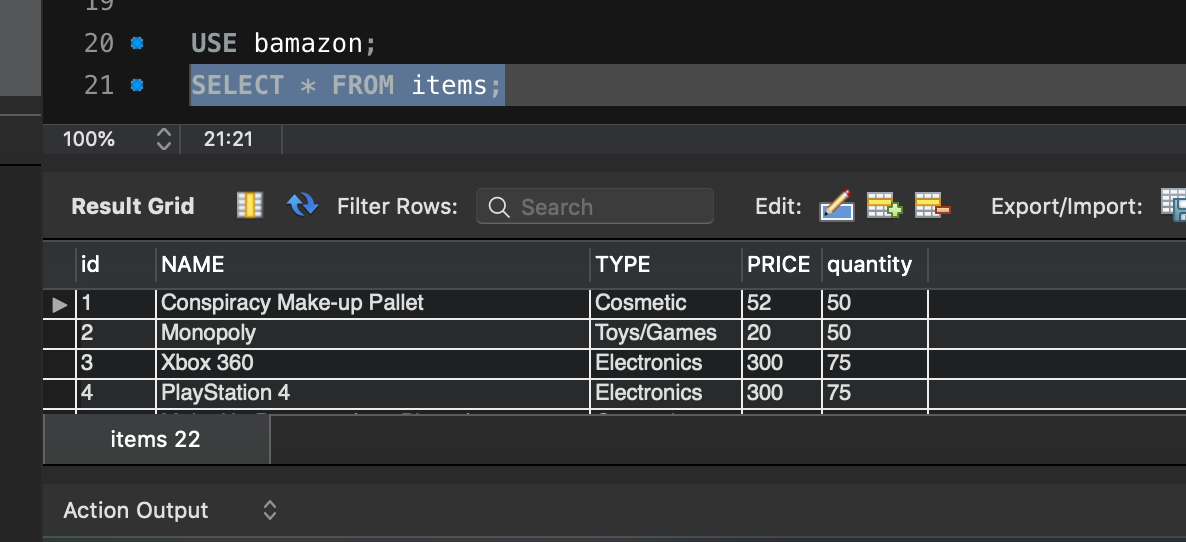 19
20 USE bamazon;
21 SELECT * FROM items;
100% 21:21
Result Grid Filter Rows: Search Edit: Export/Import:
id NAME TYPE PRICE quantity
1 Conspiracy Make-up Pallet Cosmetic 52 50
2 Monopoly Toys/Games 20 50
3 Xbox 360 Electronics 300 75
4 PlayStation 4 Electronics 300 75
items 22
Action Output